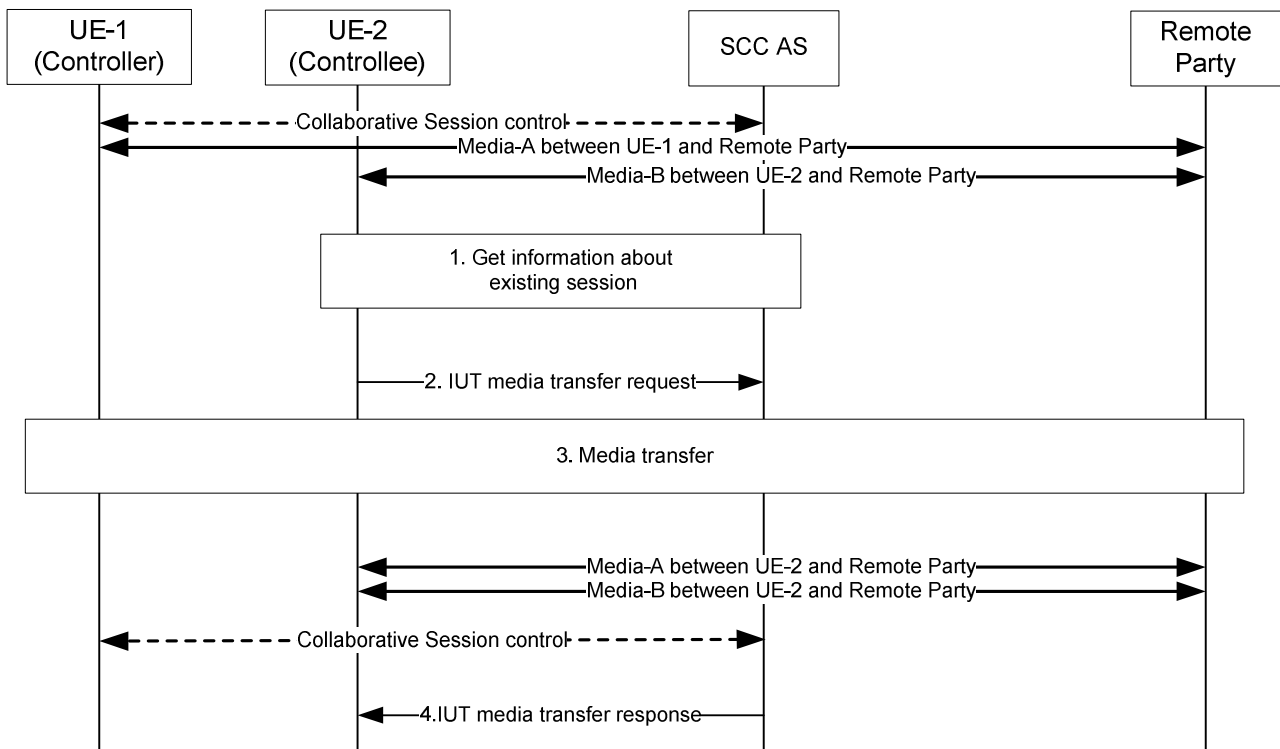 UE-1
(Controller)
UE-2
(Controllee)
SCC AS
Remote
Party
Collaborative Session control
Media-A between UE-1 and Remote Party
Media-B between UE-2 and Remote Party
1. Get information about
existing session
2. IUT media transfer request
3. Media transfer
Media-A between UE-2 and Remote Party
Media-B between UE-2 and Remote Party
Collaborative Session control
4.IUT media transfer response